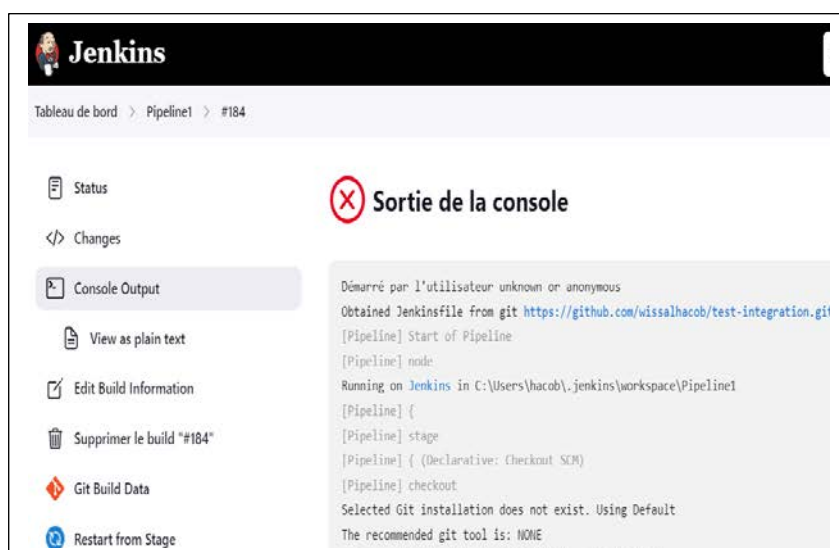 Jenkins
Tableau de bord > Pipeline1 > #184
Status
Changes
Console Output
View as plain text
Edit Build Information
Supprimer le build "#184"
Git Build Data
Restart from Stage
Sortie de la console
Démarré par l'utilisateur unknown or anonymous
Obtained Jenkinsfile from git https://github.com/wissalhacob/test-integration.git
[Pipeline] Start of Pipeline
[Pipeline] node
Running on Jenkins in C:\Users\hacob\.jenkins\workspace\Pipeline1
[Pipeline] {
[Pipeline] stage
[Pipeline] { (Declarative: Checkout SCM)
[Pipeline] checkout
Selected Git installation does not exist. Using Default
The recommended git tool is: NONE